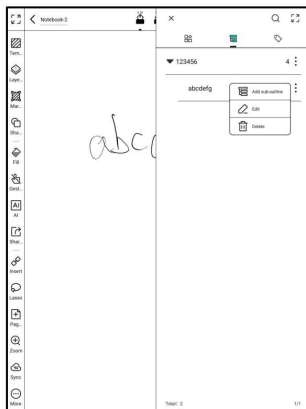 Notebook-2
123456 4
Tem...
abcdefg
Add sub-outline
Edit
Delete
Laye...
Mar...
Sha...
abc
Fill
Gest...
AI
AI
Shar...
Insert
Lasso
Pag...
Zoom
Sync
More
Total: 2 1/1